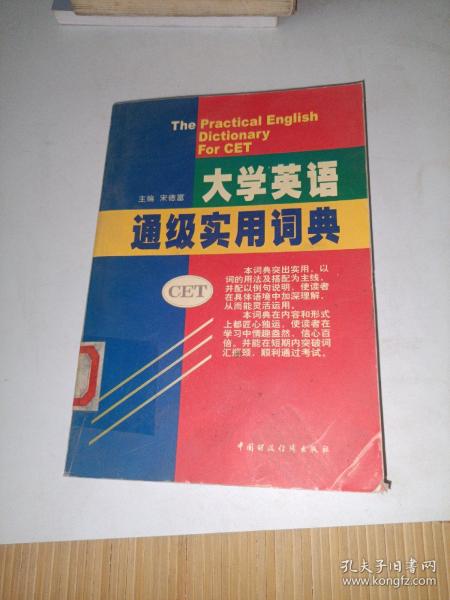 The Practical English
Dictionary
For CET
大学英语
主编 宋德富
通级实用词典
CET
本词典突出实用，以
词的用法及搭配为主线，
并配以例句说明，使读者
在具体语境中加深理解，
从而能灵活运用。
本词典在内容和形式
上都匠心独运，使读者在
学习中情趣盎然，信心百
倍，并能在短期内突破词
汇瓶颈，顺利通过考试。
中国财政经济出版社
孔夫子旧书网
www.kongfz.com